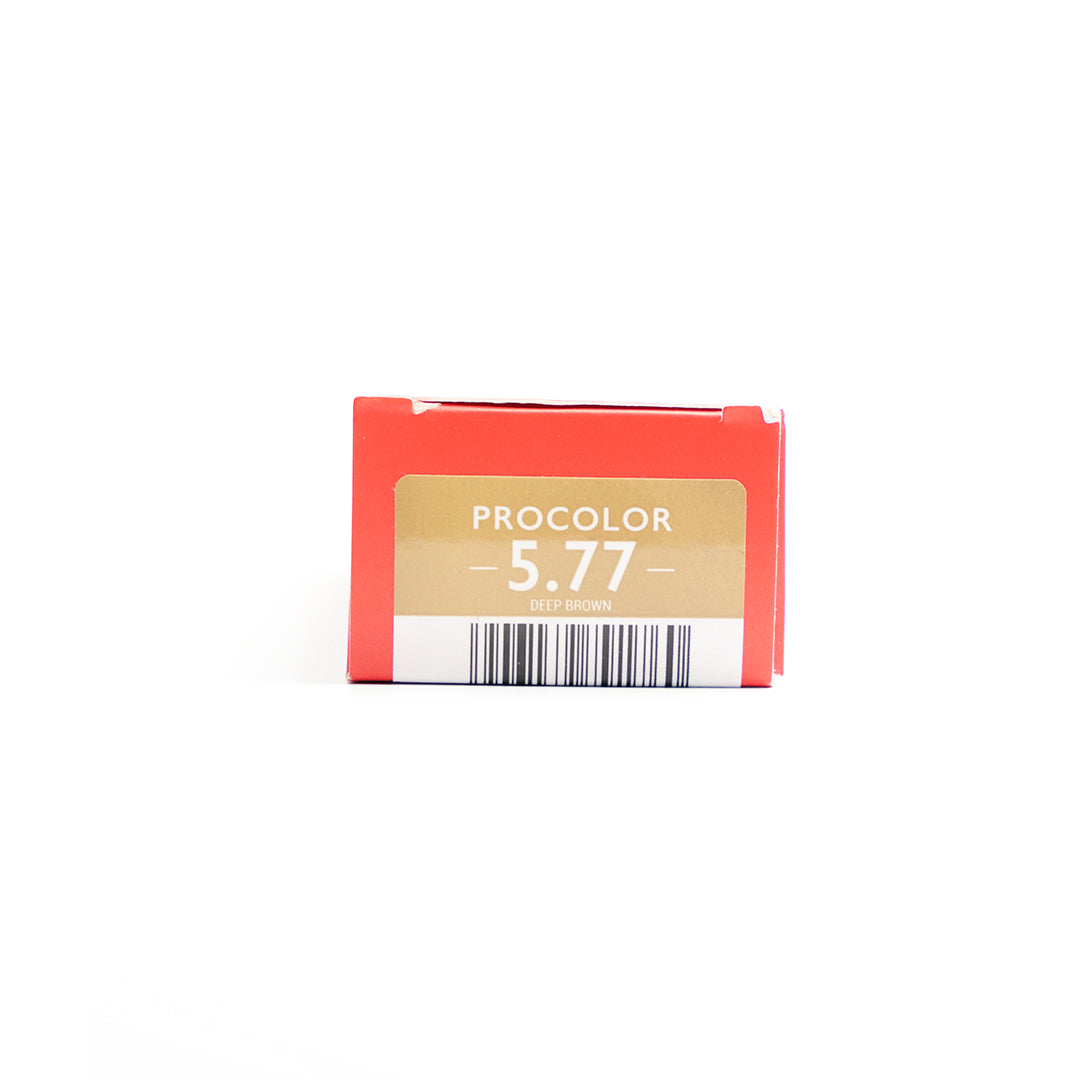 PROCOLOR
– 5.77 –
DEEP BROWN